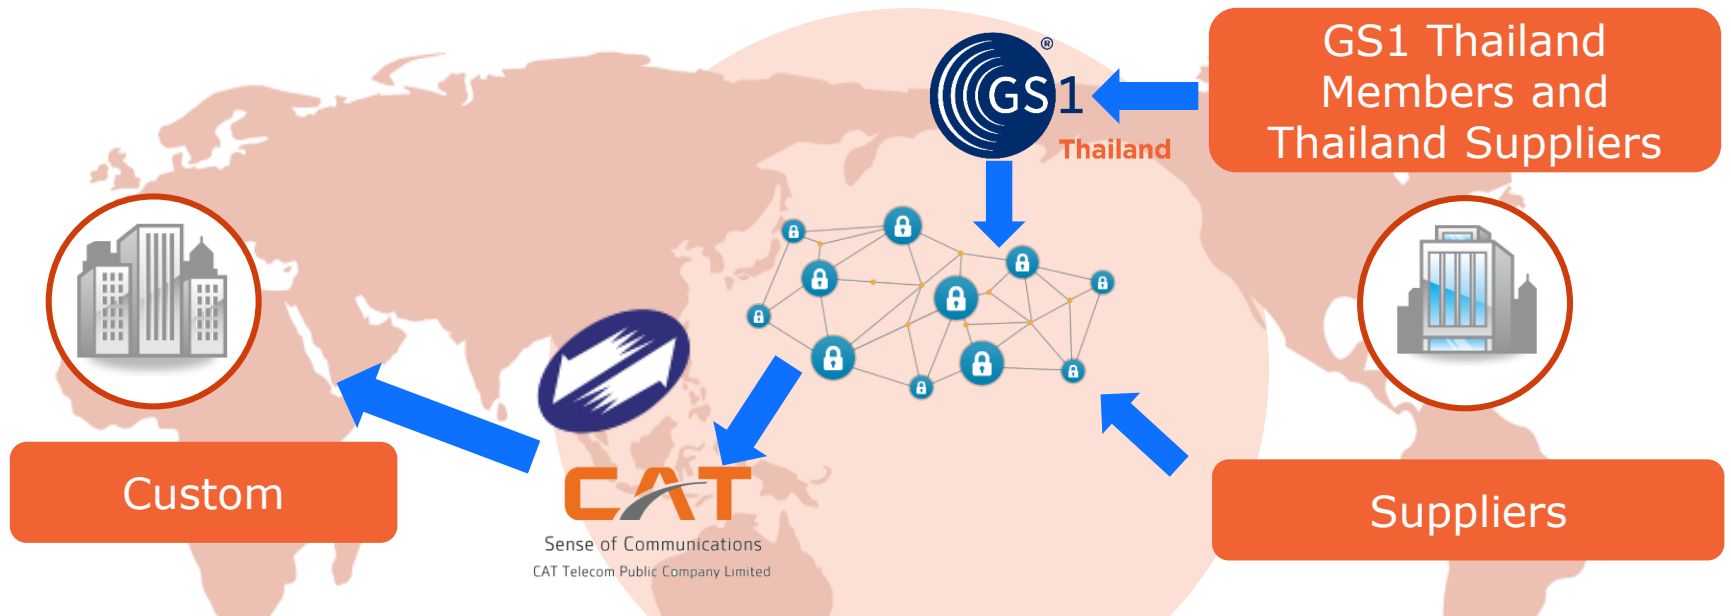 GS1 Thailand
Members and
Thailand Suppliers
GS1®
Thailand
Custom
CAT
Sense of Communications
CAT Telecom Public Company Limited
Suppliers